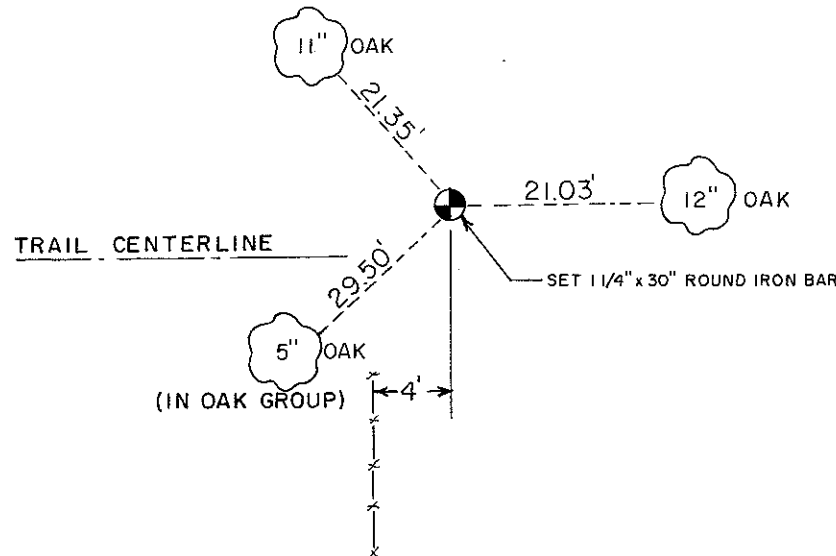 11" OAK
21.35'
21.03'
12" OAK
TRAIL CENTERLINE
29.50'
SET 1 1/4" x 30" ROUND IRON BAR
5" OAK
(IN OAK GROUP)
4'